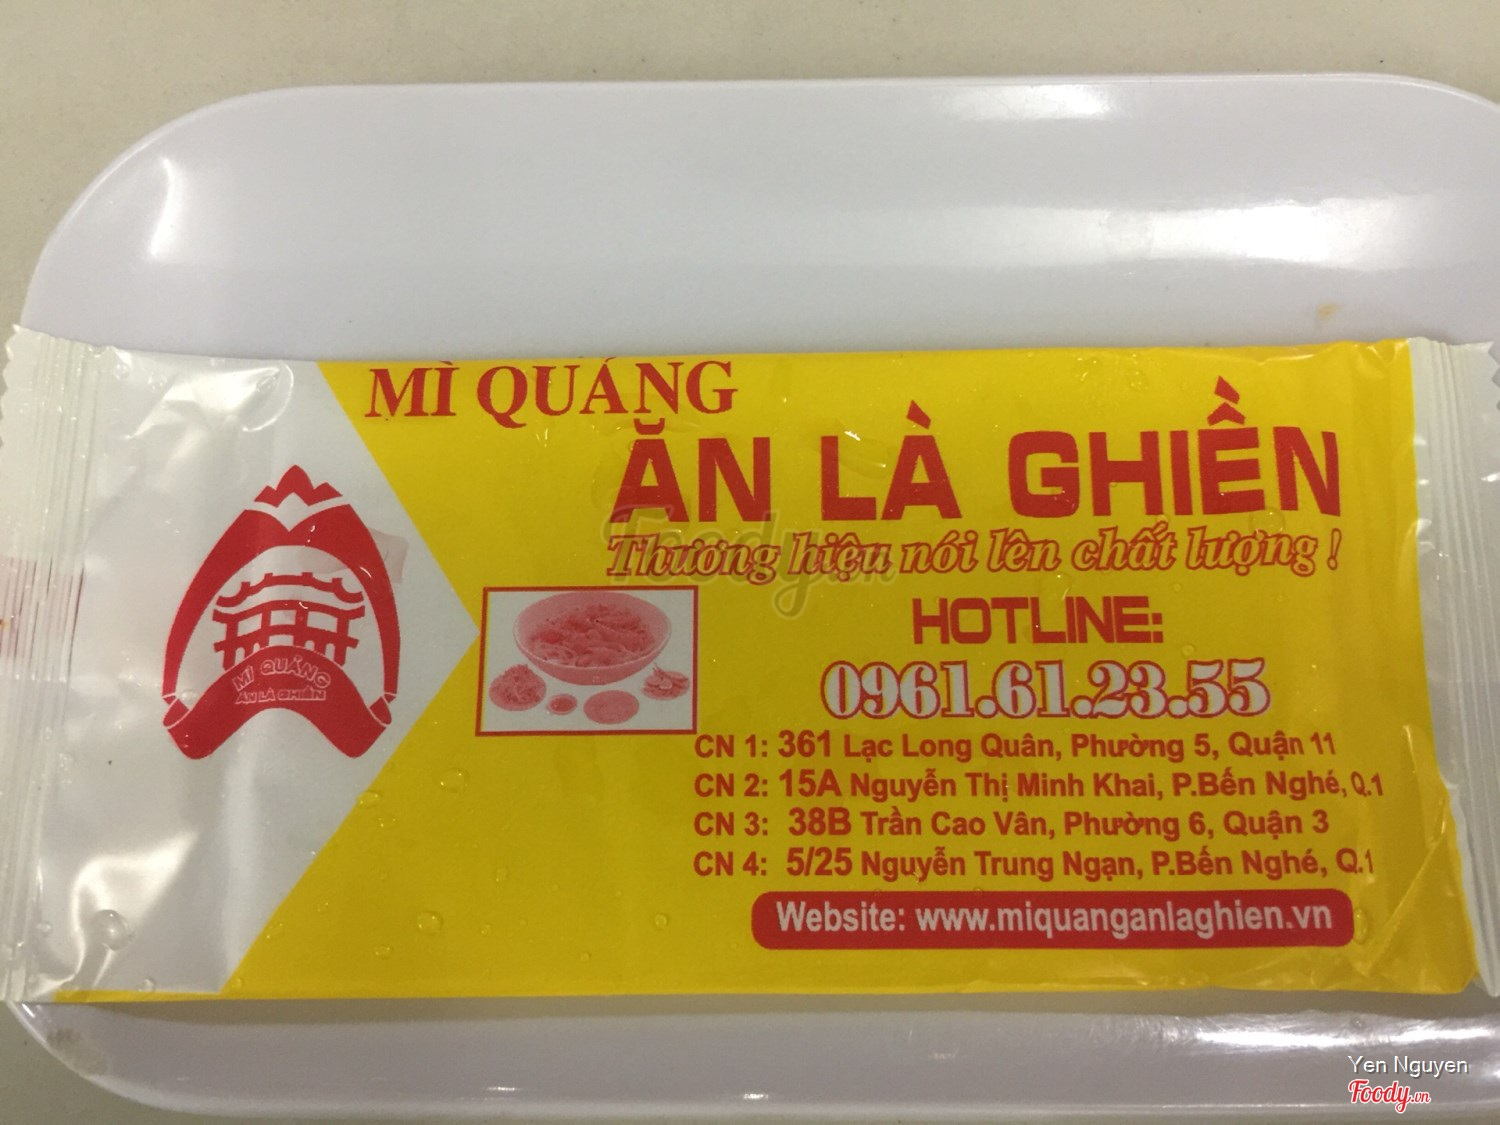 MÌ QUẢNG
ĂN LÀ GHIỀN
Thương hiệu nói lên chất lượng !
HOTLINE:
0961.61.23.55
CN 1: 361 Lạc Long Quân, Phường 5, Quận 11
CN 2: 15A Nguyễn Thị Minh Khai, P.Bến Nghé, Q.1
CN 3: 38B Trần Cao Vân, Phường 6, Quận 3
CN 4: 5/25 Nguyễn Trung Ngạn, P.Bến Nghé, Q.1
Website: www.miquanganlaghien.vn
MÌ QUẢNG
ĂN LÀ GHIỀN
Foody.vn
Yen Nguyen
Foody.vn